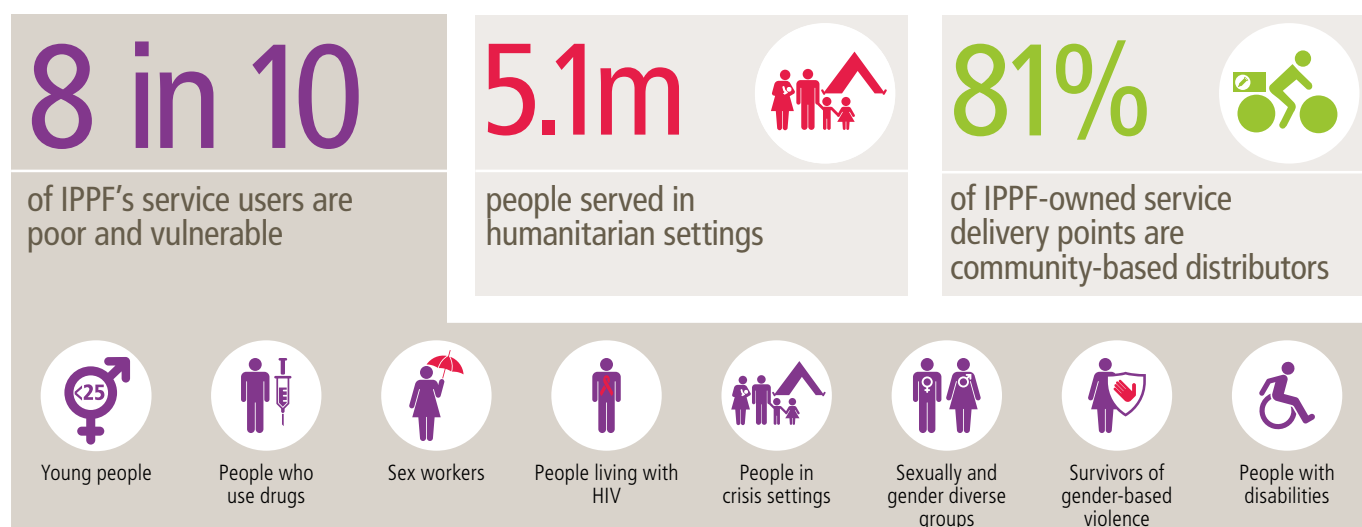 8 in 10
of IPPF's service users are
poor and vulnerable
5.1m
people served in
humanitarian settings
81%
of IPPF-owned service
delivery points are
community-based distributors
<25
Young people
People who
use drugs
Sex workers
People living with
HIV
People in
crisis settings
Sexually and
gender diverse
groups
Survivors of
gender-based
violence
People with
disabilities